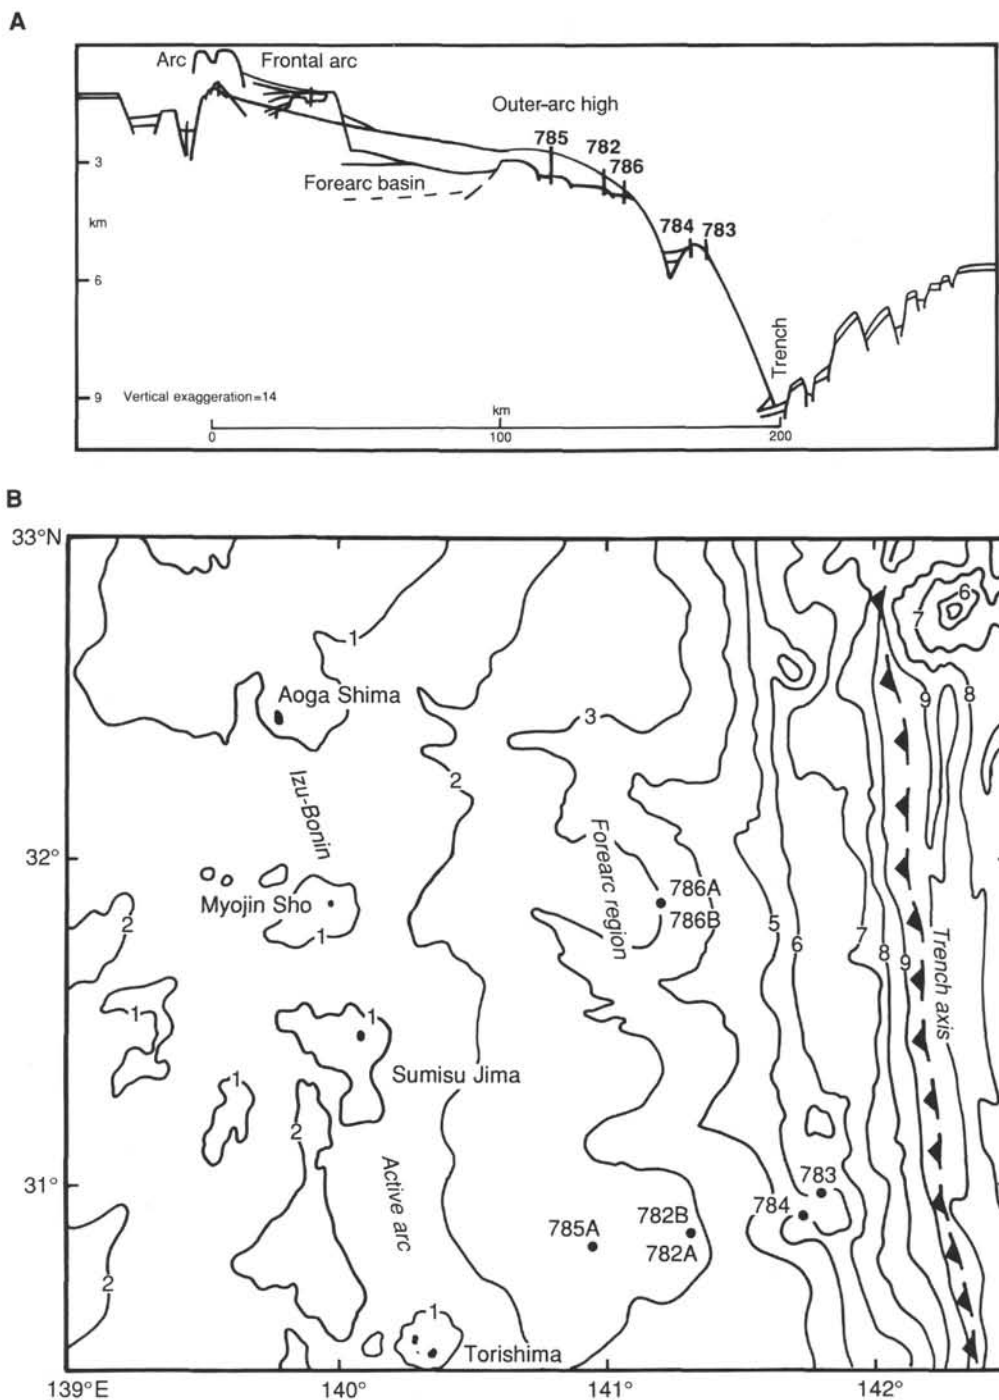 A
Arc
Frontal arc
Outer-arc high
785
782
786
3
Forearc basin
784
783
km
6
Trench
9
Vertical exaggeration=14
km
0
100
200
B
33°N
6
7
1
Aoga Shima
9
8
3
2
Izu-Bonin
32°
Forearc region
786A
Myojin Sho
786B
2
5
6
7
8
9
Trench axis
1
1
1
Sumisu Jima
1
2
31°
783
784
Active arc
785A
782B
782A
2
1
Torishima
139°E
140°
141°
142°